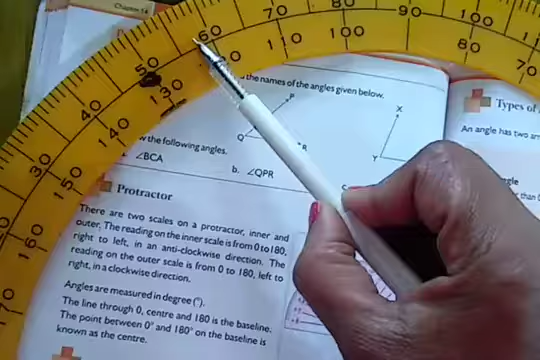 Chapter 14
60 70 80 90 100
50 110 100 80 70
40 130
30 140
150
160
the names of the angles given below.
P
X
Q
R
Y
the following angles.
∠BCA
b. ∠QPR
Types of
An angle has two arm
Protractor
There are two scales on a protractor, inner and
outer. The reading on the inner scale is from 0 to 180,
right to left, in an anti-clockwise direction. The
reading on the outer scale is from 0 to 180, left to
right, in a clockwise direction.
Angles are measured in degree (°).
The line through 0, centre and 180 is the baseline.
The point between 0° and 180° on the baseline is
known as the centre.